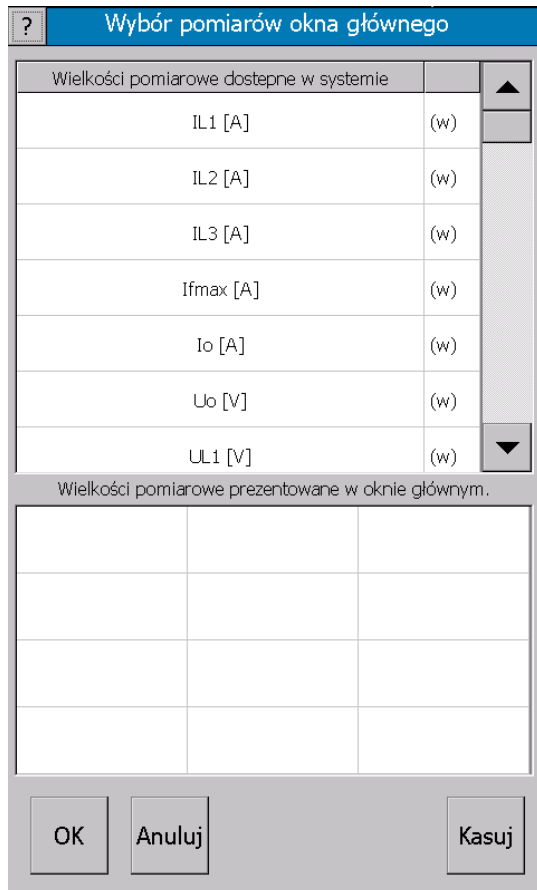 ? Wybór pomiarów okna głównego
Wielkości pomiarowe dostepne w systemie
IL1 [A] (w)
IL2 [A] (w)
IL3 [A] (w)
Ifmax [A] (w)
Io [A] (w)
Uo [V] (w)
UL1 [V] (w)
Wielkości pomiarowe prezentowane w oknie głównym.
OK Anuluj Kasuj